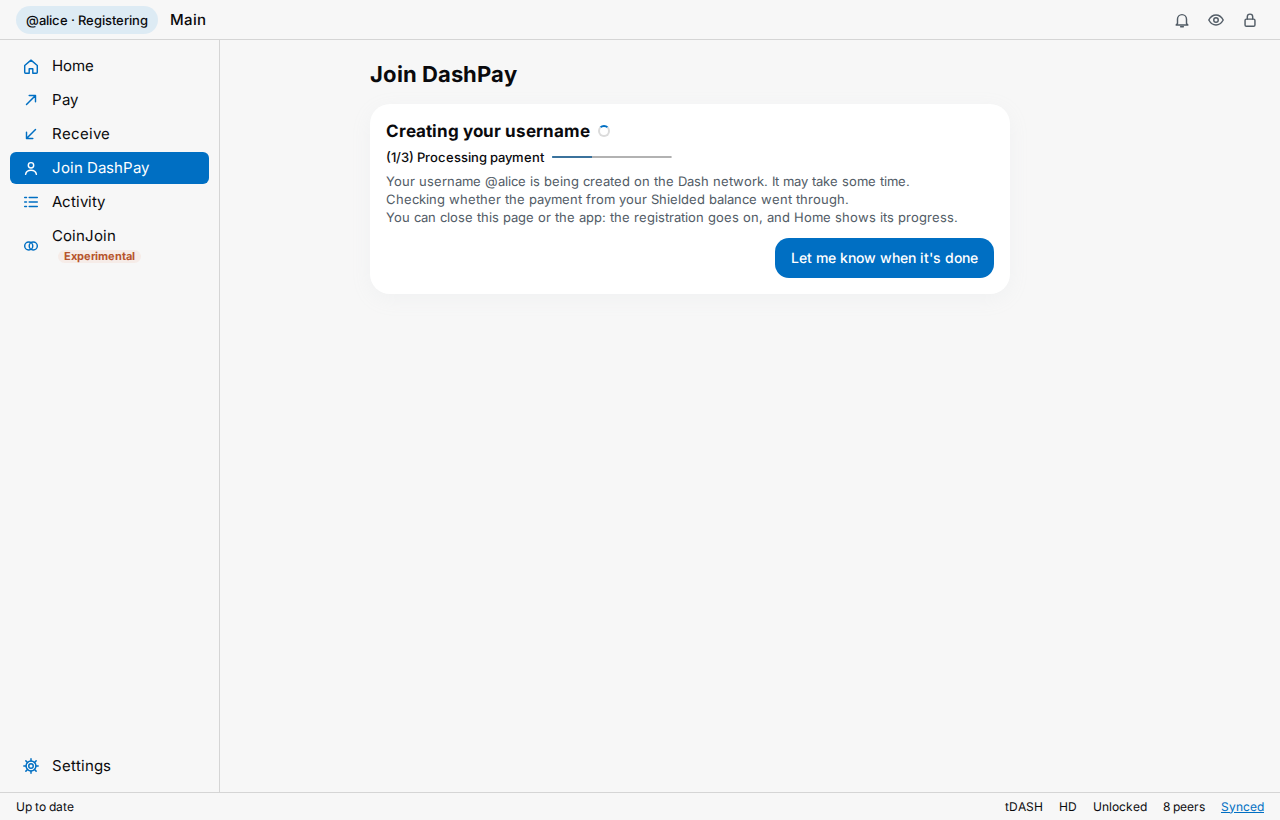 @alice · Registering
Main
Home
Pay
Receive
Join DashPay
Activity
CoinJoin
Experimental
Settings
Join DashPay
Creating your username
(1/3) Processing payment
Your username @alice is being created on the Dash network. It may take some time.
Checking whether the payment from your Shielded balance went through.
You can close this page or the app: the registration goes on, and Home shows its progress.
Let me know when it's done
Up to date
tDASH
HD
Unlocked
8 peers
Synced